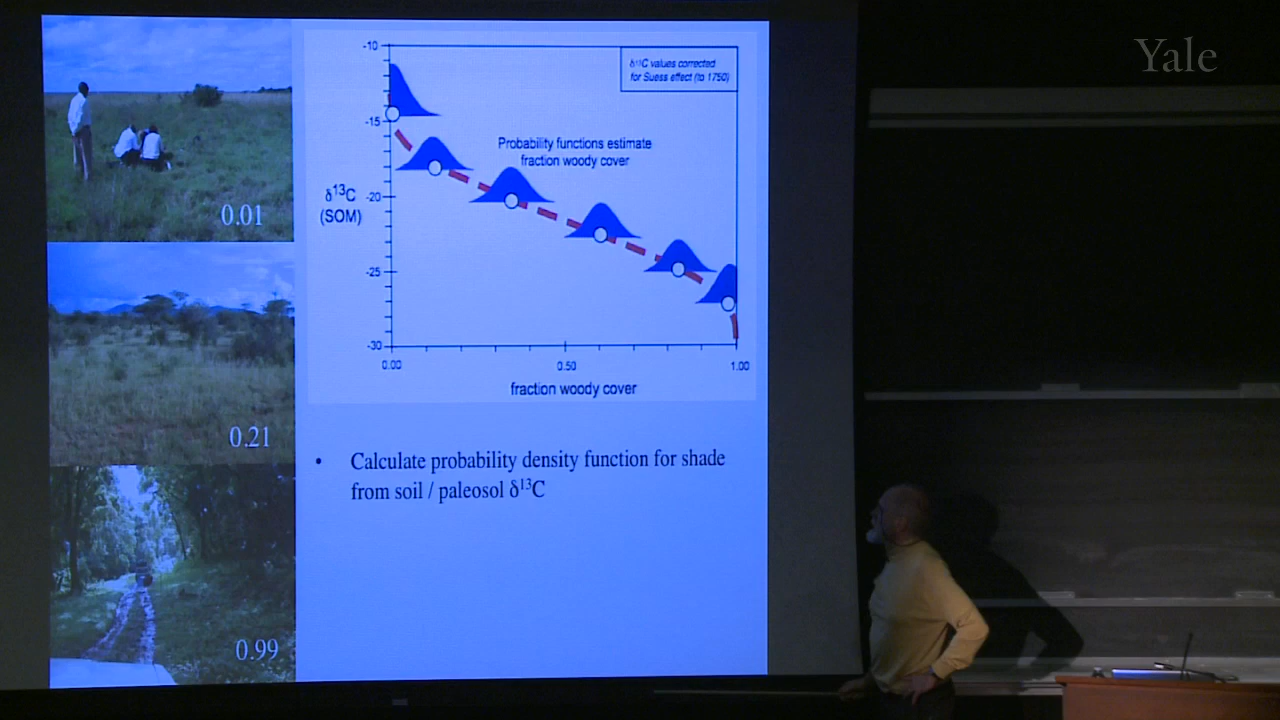 Yale
-10
-15
-20
-25
-30
δ¹³C
(SOM)
δ¹³C values corrected
for Suess effect (to 1750)
Probability functions estimate
fraction woody cover
0.00
0.50
1.00
fraction woody cover
0.01
0.21
0.99
• Calculate probability density function for shade
from soil / paleosol δ¹³C